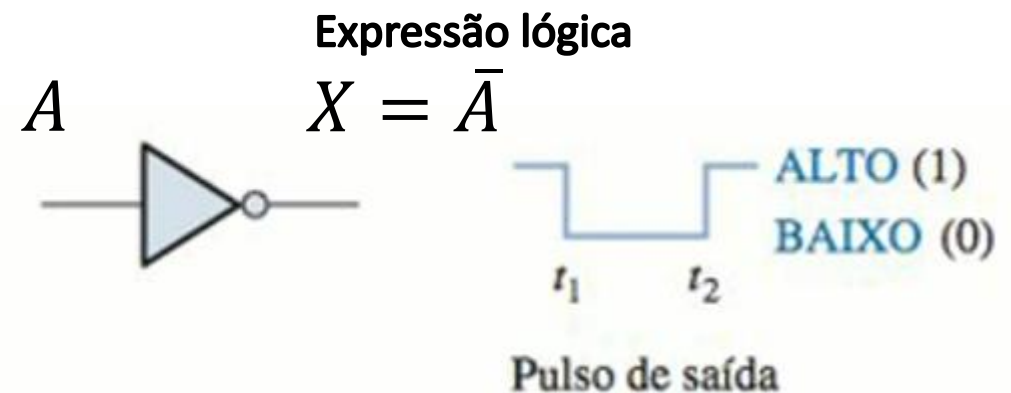 Expressão lógica
A
X = A̅
ALTO (1)
BAIXO (0)
t₁ t₂
Pulso de saída